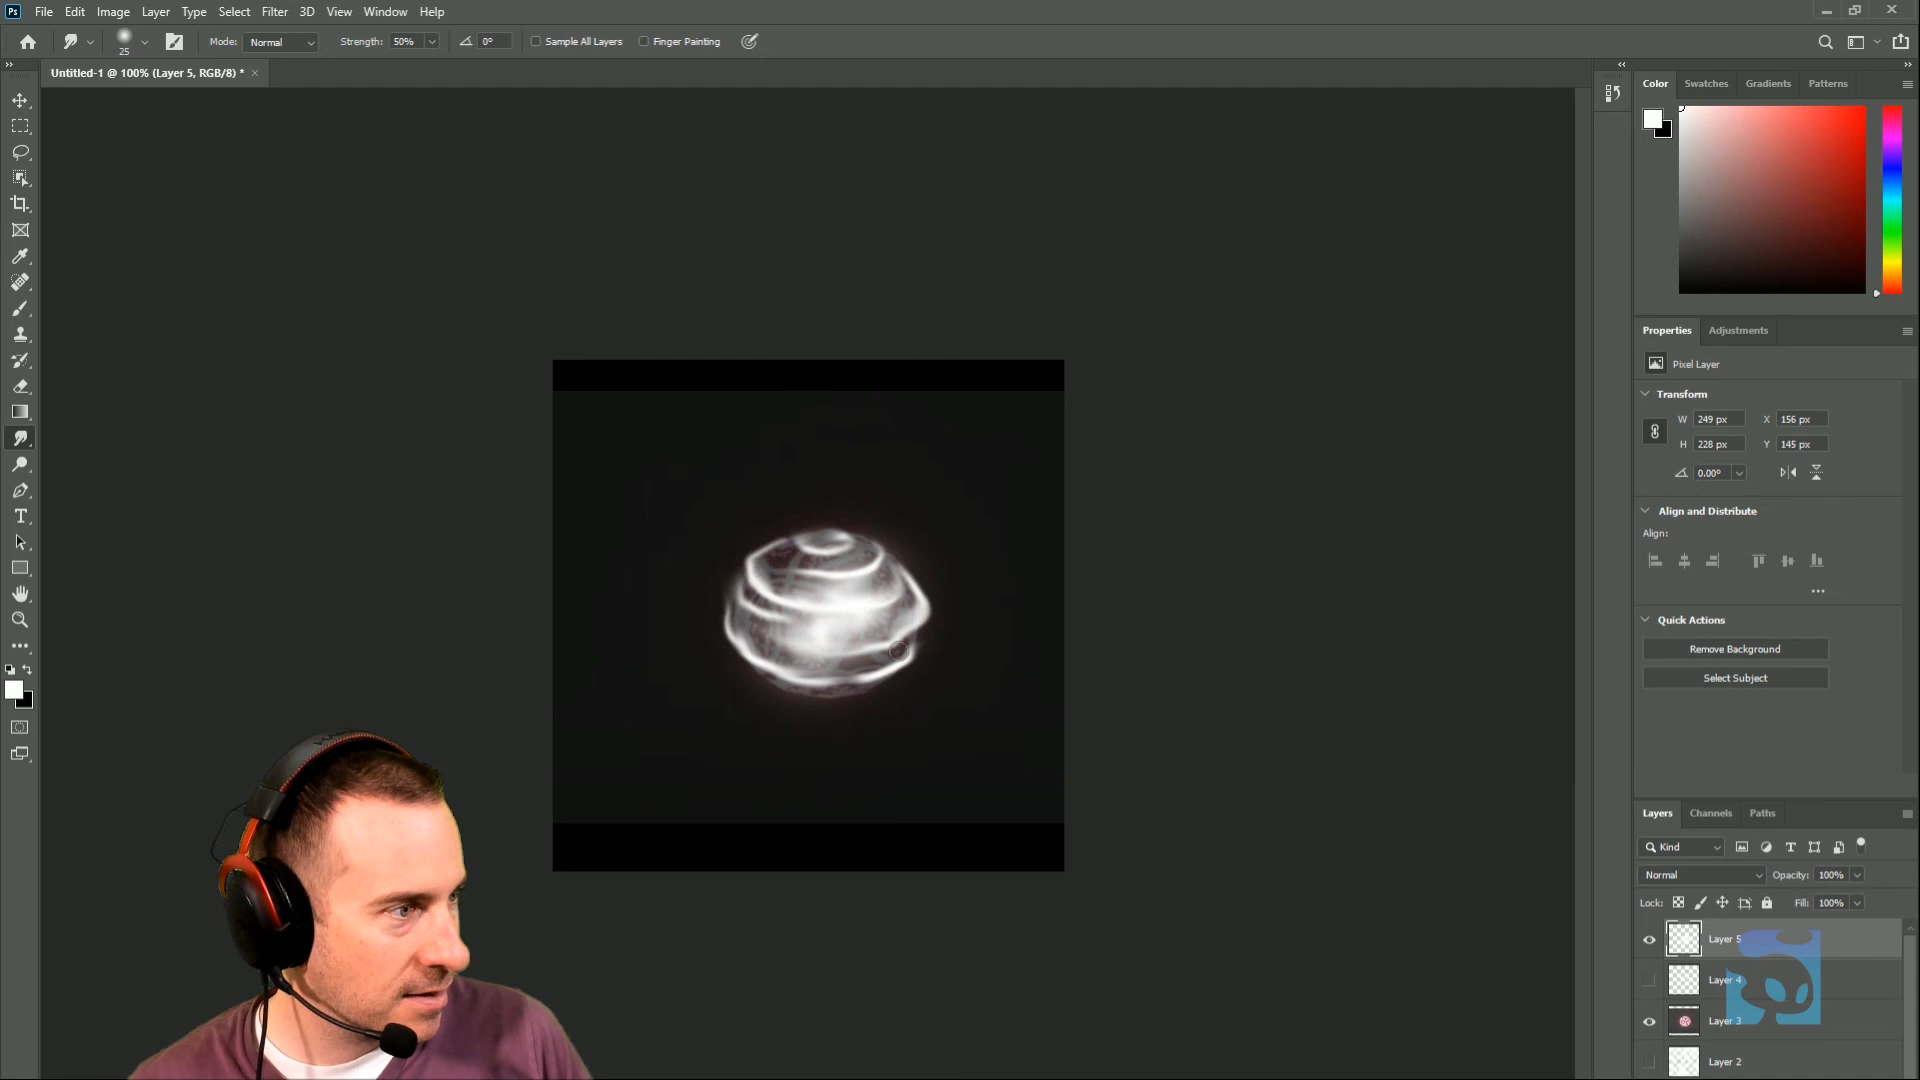 Ps File Edit Image Layer Type Select Filter 3D View Window Help
25 Mode: Normal Strength: 50% 0° Sample All Layers Finger Painting
Untitled-1 @ 100% (Layer 5, RGB/8) *
Color Swatches Gradients Patterns
Properties Adjustments
Pixel Layer
Transform
W 249 px X 156 px
H 228 px Y 145 px
0.00°
Align and Distribute
Align:
Quick Actions
Remove Background
Select Subject
Layers Channels Paths
Kind
Normal Opacity: 100%
Lock: Fill: 100%
Layer 5
Layer 4
Layer 3
Layer 2